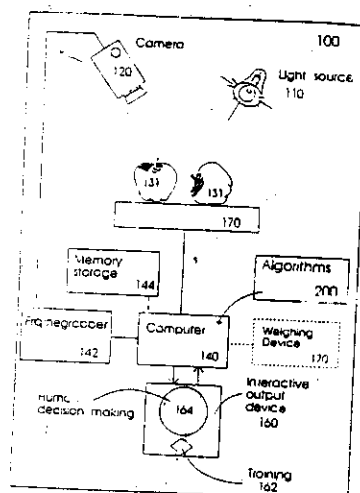 Camera
100
120
Light source
110
131
131
170
Memory
storage
144
Algorithms
200
Framegrabber
142
Computer
140
Weighing
Device
170
Human
decision making
164
Interactive
output
device
160
Training
162